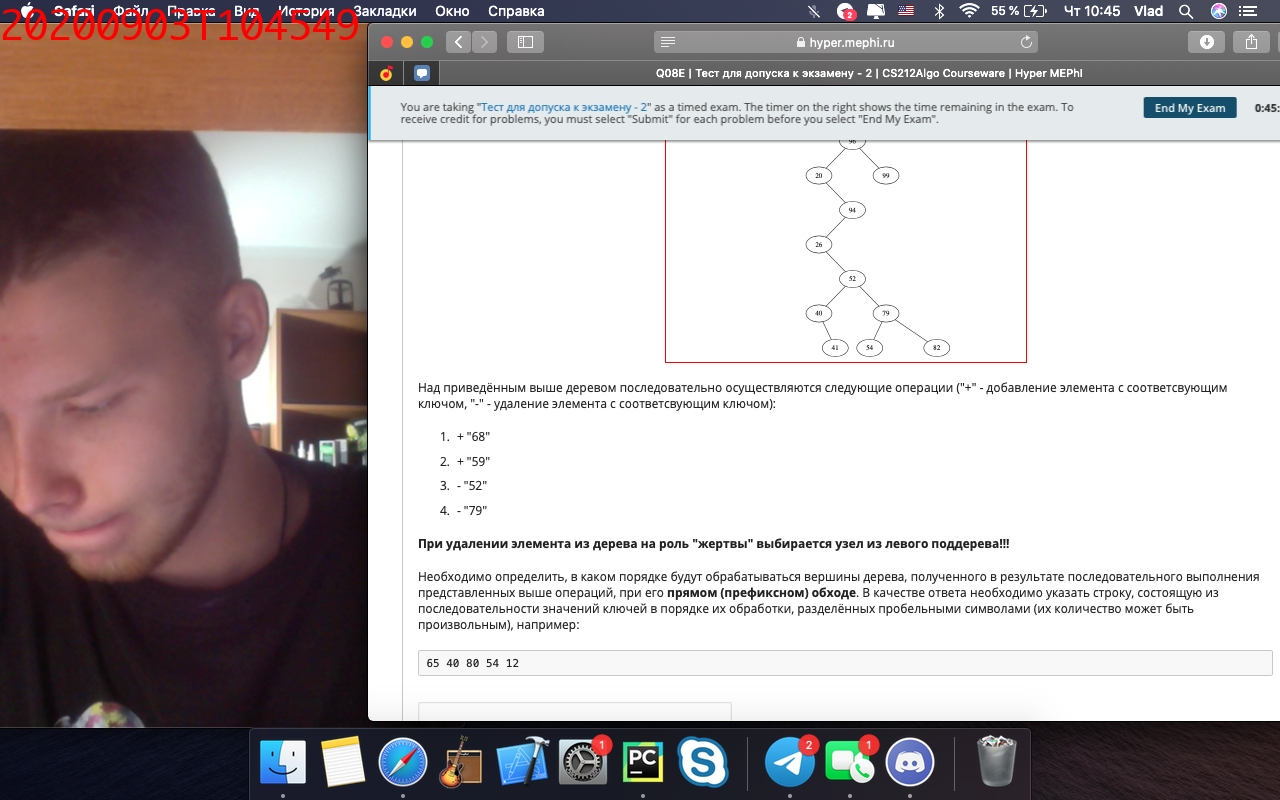 20200903T104549
Safari Файл Правка Вид История Закладки Окно Справка
2
55 % Чт 10:45 Vlad
hyper.mephi.ru
Q08E | Тест для допуска к экзамену - 2 | CS212Algo Courseware | Hyper MEPhI
You are taking "Тест для допуска к экзамену - 2" as a timed exam. The timer on the right shows the time remaining in the exam. To
receive credit for problems, you must select "Submit" for each problem before you select "End My Exam".
End My Exam
0:45:
20 99
94
26
52
40 79
41 54 82
Над приведённым выше деревом последовательно осуществляются следующие операции ("+" - добавление элемента с соответсвующим
ключом, "-" - удаление элемента с соответсвующим ключом):
1. + "68"
2. + "59"
3. - "52"
4. - "79"
При удалении элемента из дерева на роль "жертвы" выбирается узел из левого поддерева!!!
Необходимо определить, в каком порядке будут обрабатываться вершины дерева, полученного в результате последовательного выполнения
представленных выше операций, при его прямом (префиксном) обходе. В качестве ответа необходимо указать строку, состоящую из
последовательности значений ключей в порядке их обработки, разделённых пробельными символами (их количество может быть
произвольным), например:
65 40 80 54 12
1
PC
2
1